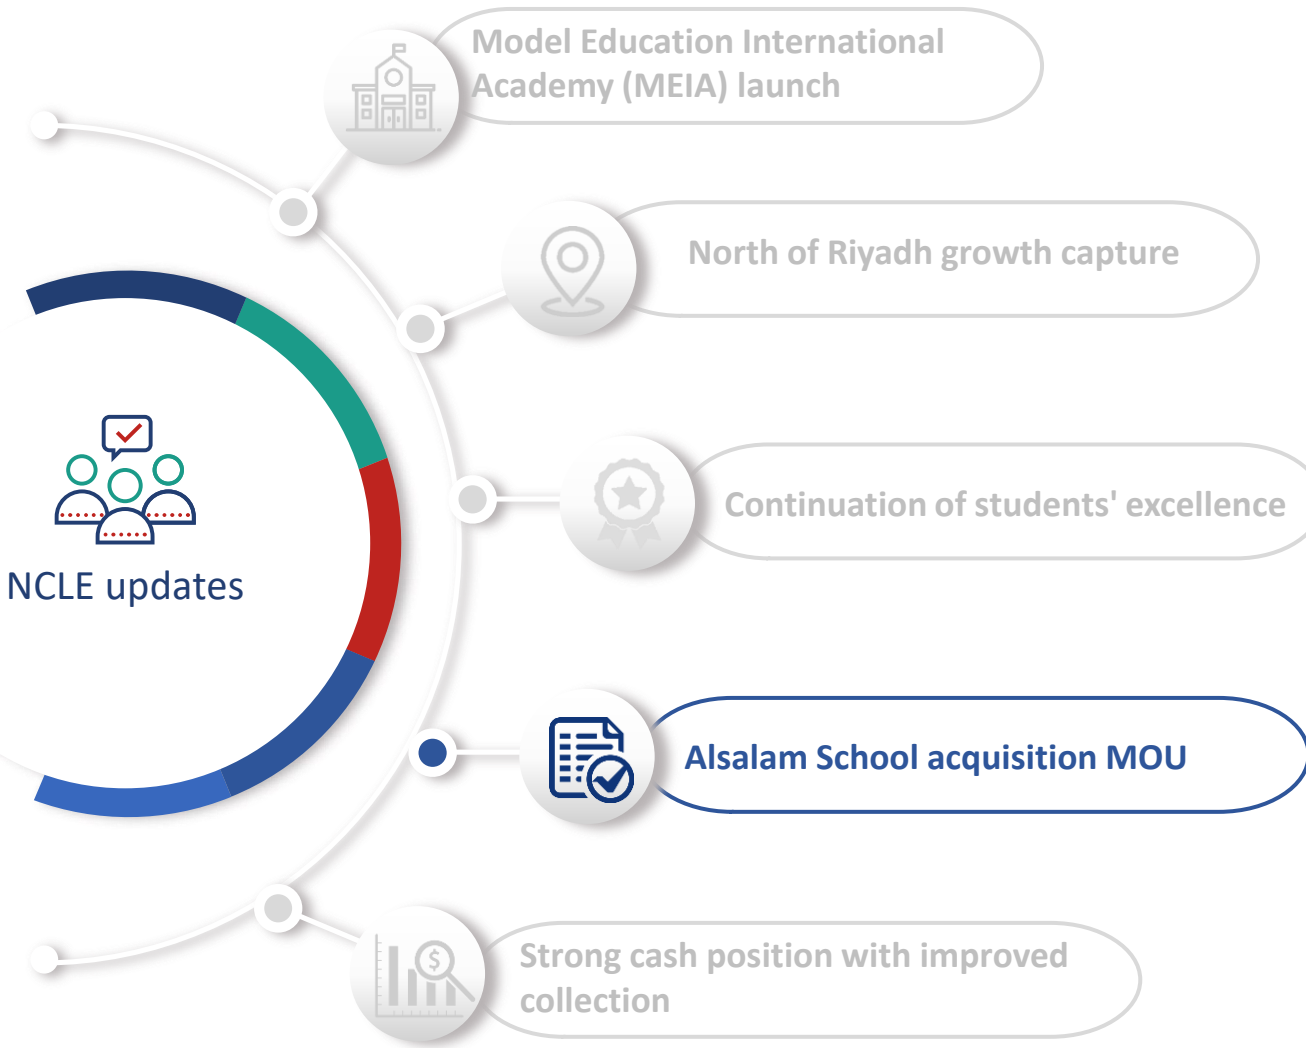 Model Education International
Academy (MEIA) launch
North of Riyadh growth capture
Continuation of students' excellence
NCLE updates
Alsalam School acquisition MOU
$
Strong cash position with improved
collection